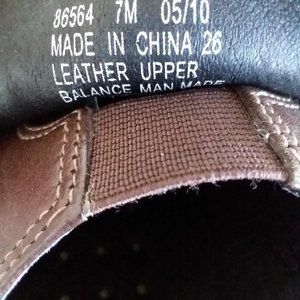 86564 7M 05/10
MADE IN CHINA 26
LEATHER UPPER
BALANCE MAN MADE